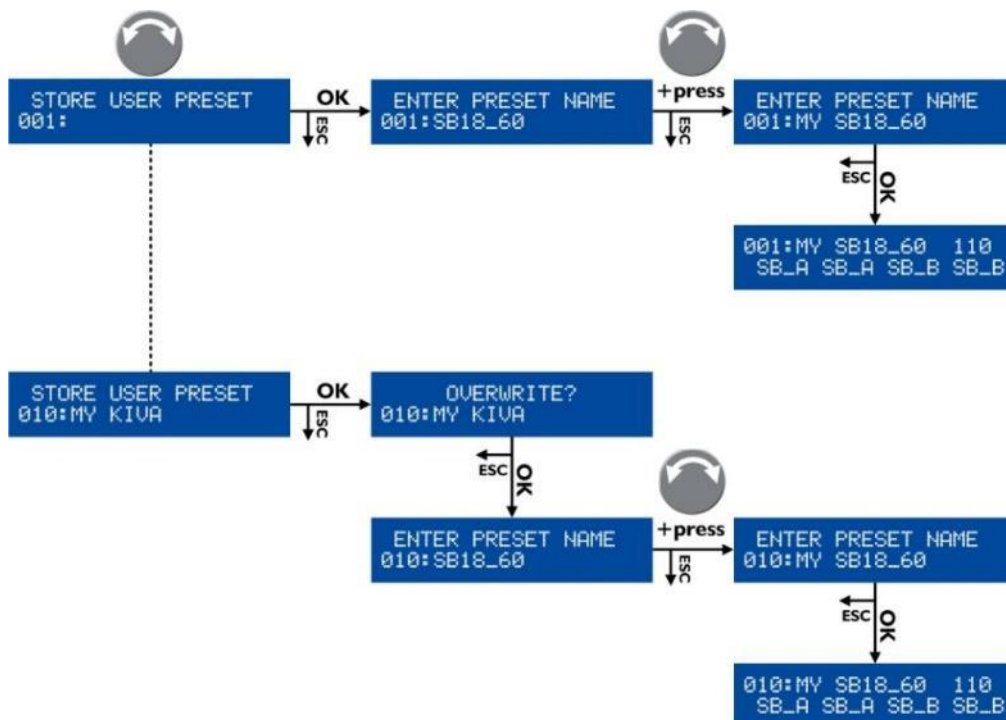 STORE USER PRESET
001:
OK
ESC
ENTER PRESET NAME
001:SB18_60
+press
ESC
ENTER PRESET NAME
001:MY SB18_60
ESC
OK
001:MY SB18_60 110
SB_A SB_A SB_B SB_B
STORE USER PRESET
010:MY KIVA
OK
ESC
OVERWRITE?
010:MY KIVA
ESC
OK
ENTER PRESET NAME
010:SB18_60
+press
ESC
ENTER PRESET NAME
010:MY SB18_60
ESC
OK
010:MY SB18_60 110
SB_A SB_A SB_B SB_B